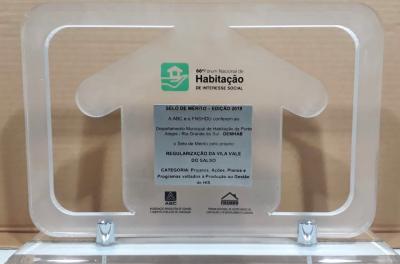 66º Fórum Nacional de
Habitação
DE INTERESSE SOCIAL
SELO DE MÉRITO - EDIÇÃO 2019
A ABC e o FNSHDU conferem ao
Departamento Municipal de Habitação de Porto
Alegre - Rio Grande do Sul - DEMHAB
o Selo de Mérito pelo projeto
REGULARIZAÇÃO DA VILA VALE
DO SALSO
CATEGORIA: Projetos, Ações, Planos e
Programas voltados à Produção ou Gestão
de HIS
ABC